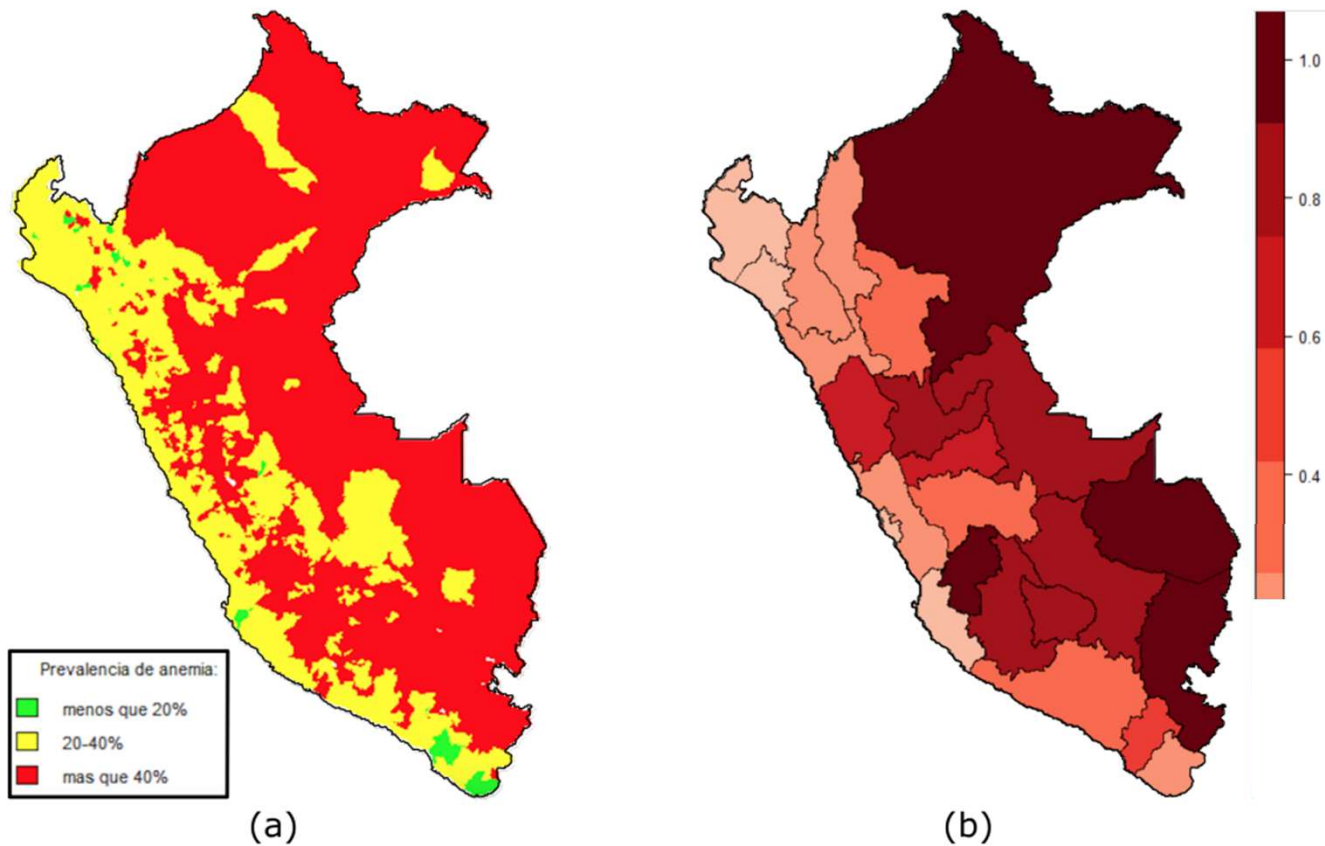 1.0
0.8
0.6
0.4
Prevalencia de anemia:
menos que 20%
20-40%
mas que 40%
(a)
(b)